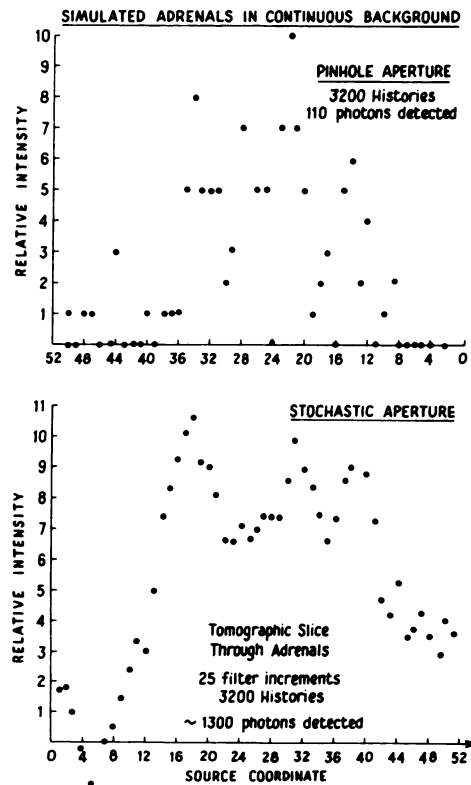 SIMULATED ADRENALS IN CONTINUOUS BACKGROUND
PINHOLE APERTURE
3200 Histories
110 photons detected
RELATIVE INTENSITY
10
9
8
7
6
5
4
3
2
1
52 48 44 40 36 32 28 24 20 16 12 8 4 0
STOCHASTIC APERTURE
RELATIVE INTENSITY
11
10
9
8
7
6
5
4
3
2
1
Tomographic Slice
Through Adrenals
25 filter increments
3200 Histories
~ 1300 photons detected
0 4 8 12 16 20 24 28 32 36 40 44 48 52
SOURCE COORDINATE